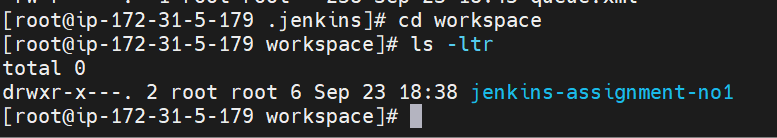 [root@ip-172-31-5-179 .jenkins]# cd workspace
[root@ip-172-31-5-179 workspace]# ls -ltr
total 0
drwxr-x---. 2 root root 6 Sep 23 18:38 jenkins-assignment-no1
[root@ip-172-31-5-179 workspace]#